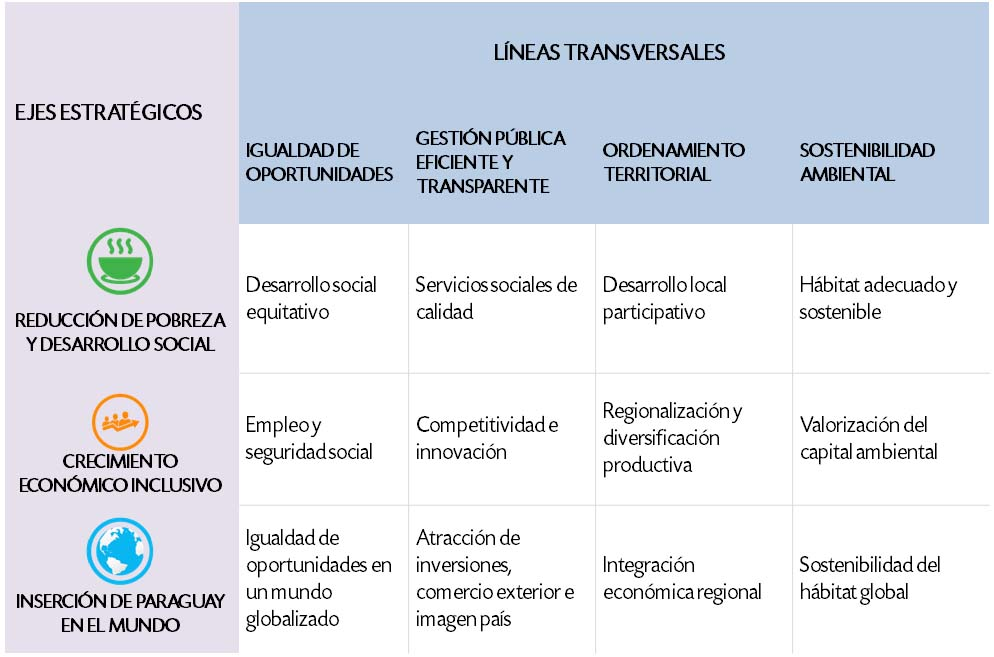 LÍNEAS TRANSVERSALES
EJES ESTRATÉGICOS
IGUALDAD DE
OPORTUNIDADES
GESTIÓN PÚBLICA
EFICIENTE Y
TRANSPARENTE
ORDENAMIENTO
TERRITORIAL
SOSTENIBILIDAD
AMBIENTAL
REDUCCIÓN DE POBREZA
Y DESARROLLO SOCIAL
Desarrollo social
equitativo
Servicios sociales de
calidad
Desarrollo local
participativo
Hábitat adecuado y
sostenible
CRECIMIENTO
ECONÓMICO INCLUSIVO
Empleo y
seguridad social
Competitividad e
innovación
Regionalización y
diversificación
productiva
Valorización del
capital ambiental
INSERCIÓN DE PARAGUAY
EN EL MUNDO
Igualdad de
oportunidades en
un mundo
globalizado
Atracción de
inversiones,
comercio exterior e
imagen país
Integración
económica regional
Sostenibilidad del
hábitat global